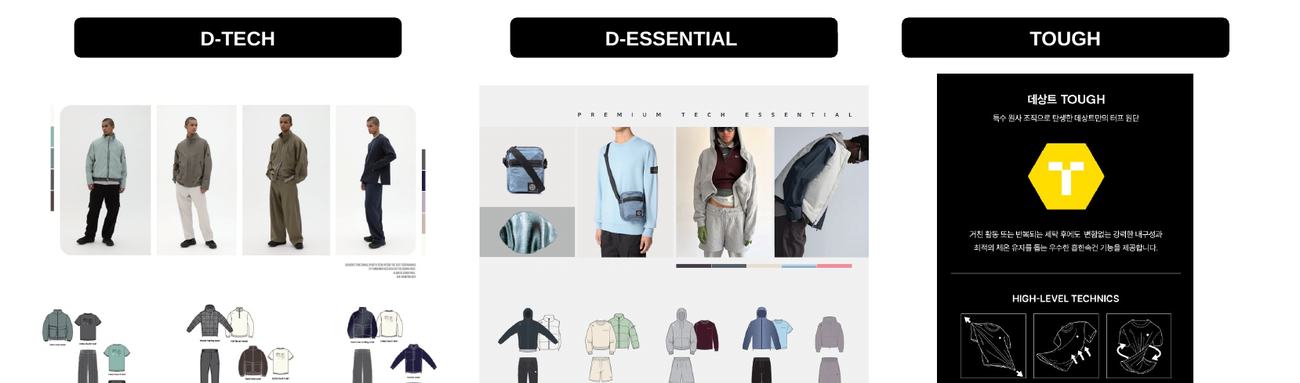 D-TECH
D-ESSENTIAL
TOUGH
PREMIUM TECH ESSENTIAL
데상트 TOUGH
특수 원사 조직으로 탄생한 데상트만의 터프 원단
T
거친 활동 또는 반복되는 세탁 후에도 변함없는 강력한 내구성과
최적의 체온 유지를 돕는 우수한 흡한속건 기능을 제공합니다.
HIGH-LEVEL TECHNICS